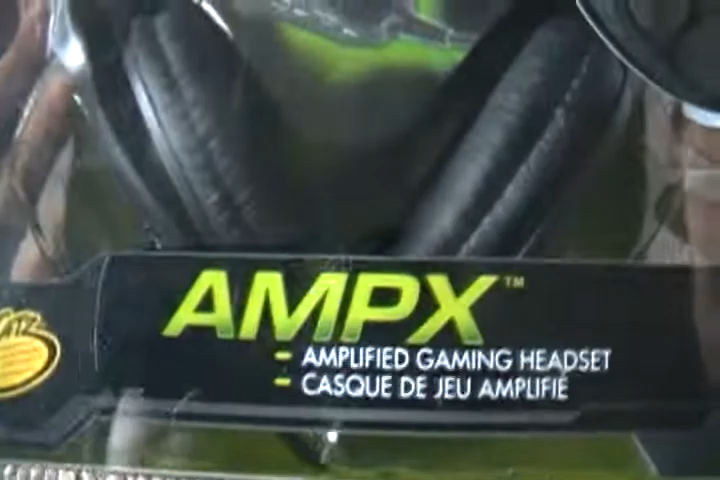 AMPX™
AMPLIFIED GAMING HEADSET
CASQUE DE JEU AMPLIFIÉ